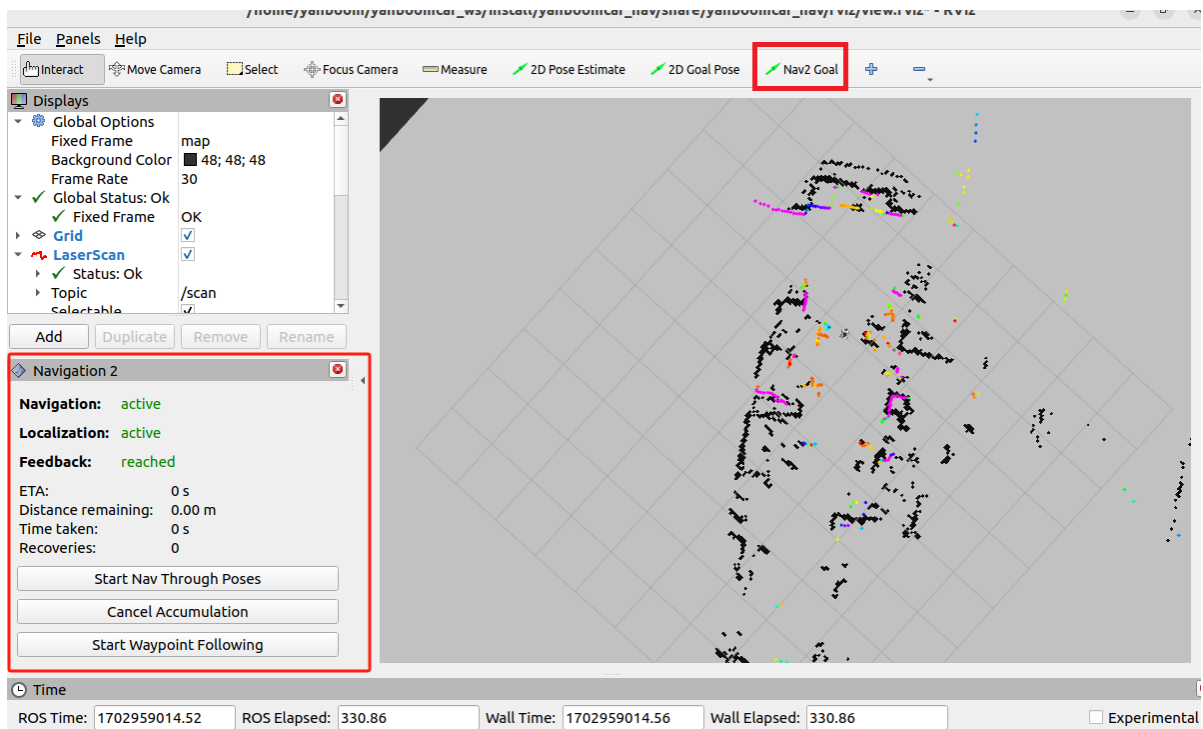 /home/yahboom/yahboomcar_ws/install/yahboomcar_nav/share/yahboomcar_nav/rviz/view.rviz* - RViz
File Panels Help
Interact Move Camera Select Focus Camera Measure 2D Pose Estimate 2D Goal Pose Nav2 Goal
Displays
Global Options
Fixed Frame map
Background Color 48; 48; 48
Frame Rate 30
Global Status: Ok
Fixed Frame OK
Grid
LaserScan
Status: Ok
Topic /scan
Selectable
Add Duplicate Remove Rename
Navigation 2
Navigation: active
Localization: active
Feedback: reached
ETA: 0 s
Distance remaining: 0.00 m
Time taken: 0 s
Recoveries: 0
Start Nav Through Poses
Cancel Accumulation
Start Waypoint Following
Time
ROS Time: 1702959014.52 ROS Elapsed: 330.86 Wall Time: 1702959014.56 Wall Elapsed: 330.86 Experimental